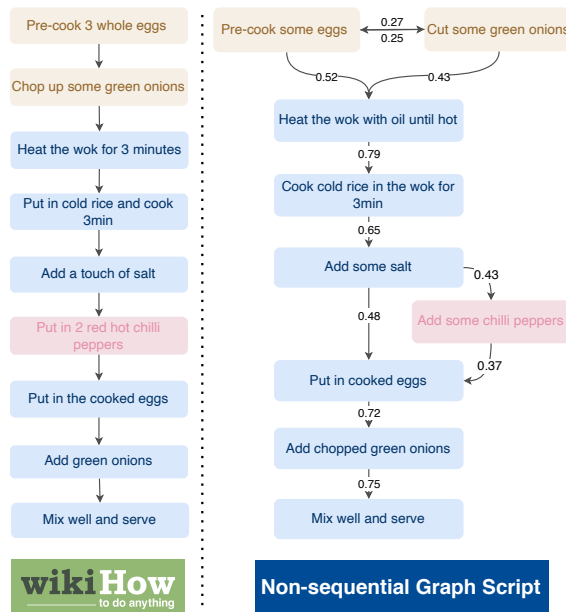 Pre-cook 3 whole eggs
Chop up some green onions
Heat the wok for 3 minutes
Put in cold rice and cook
3min
Add a touch of salt
Put in 2 red hot chilli
peppers
Put in the cooked eggs
Add green onions
Mix well and serve
wikiHow
to do anything
Pre-cook some eggs
0.27
0.25
Cut some green onions
0.52
0.43
Heat the wok with oil until hot
0.79
Cook cold rice in the wok for
3min
0.65
Add some salt
0.43
0.48
Add some chilli peppers
0.37
Put in cooked eggs
0.72
Add chopped green onions
0.75
Mix well and serve
Non-sequential Graph Script